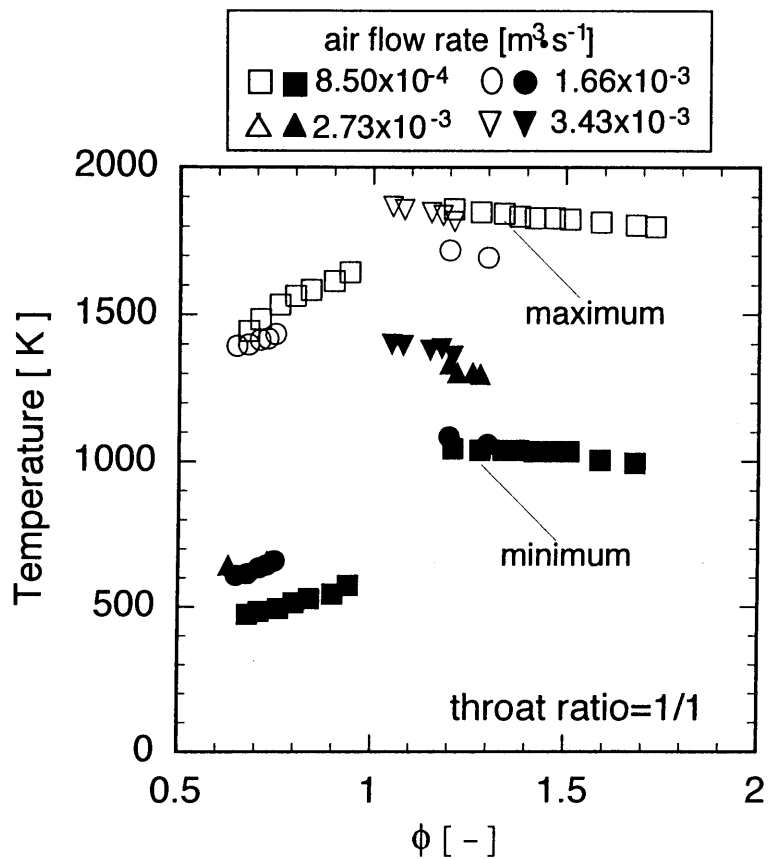 air flow rate [m³•s⁻¹]
□ ■ 8.50x10⁻⁴ ○ ● 1.66x10⁻³
△ ▲ 2.73x10⁻³ ▽ ▼ 3.43x10⁻³
2000
1500
1000
500
0
Temperature [ K ]
maximum
minimum
throat ratio=1/1
0.5 1 1.5 2
ϕ [ - ]